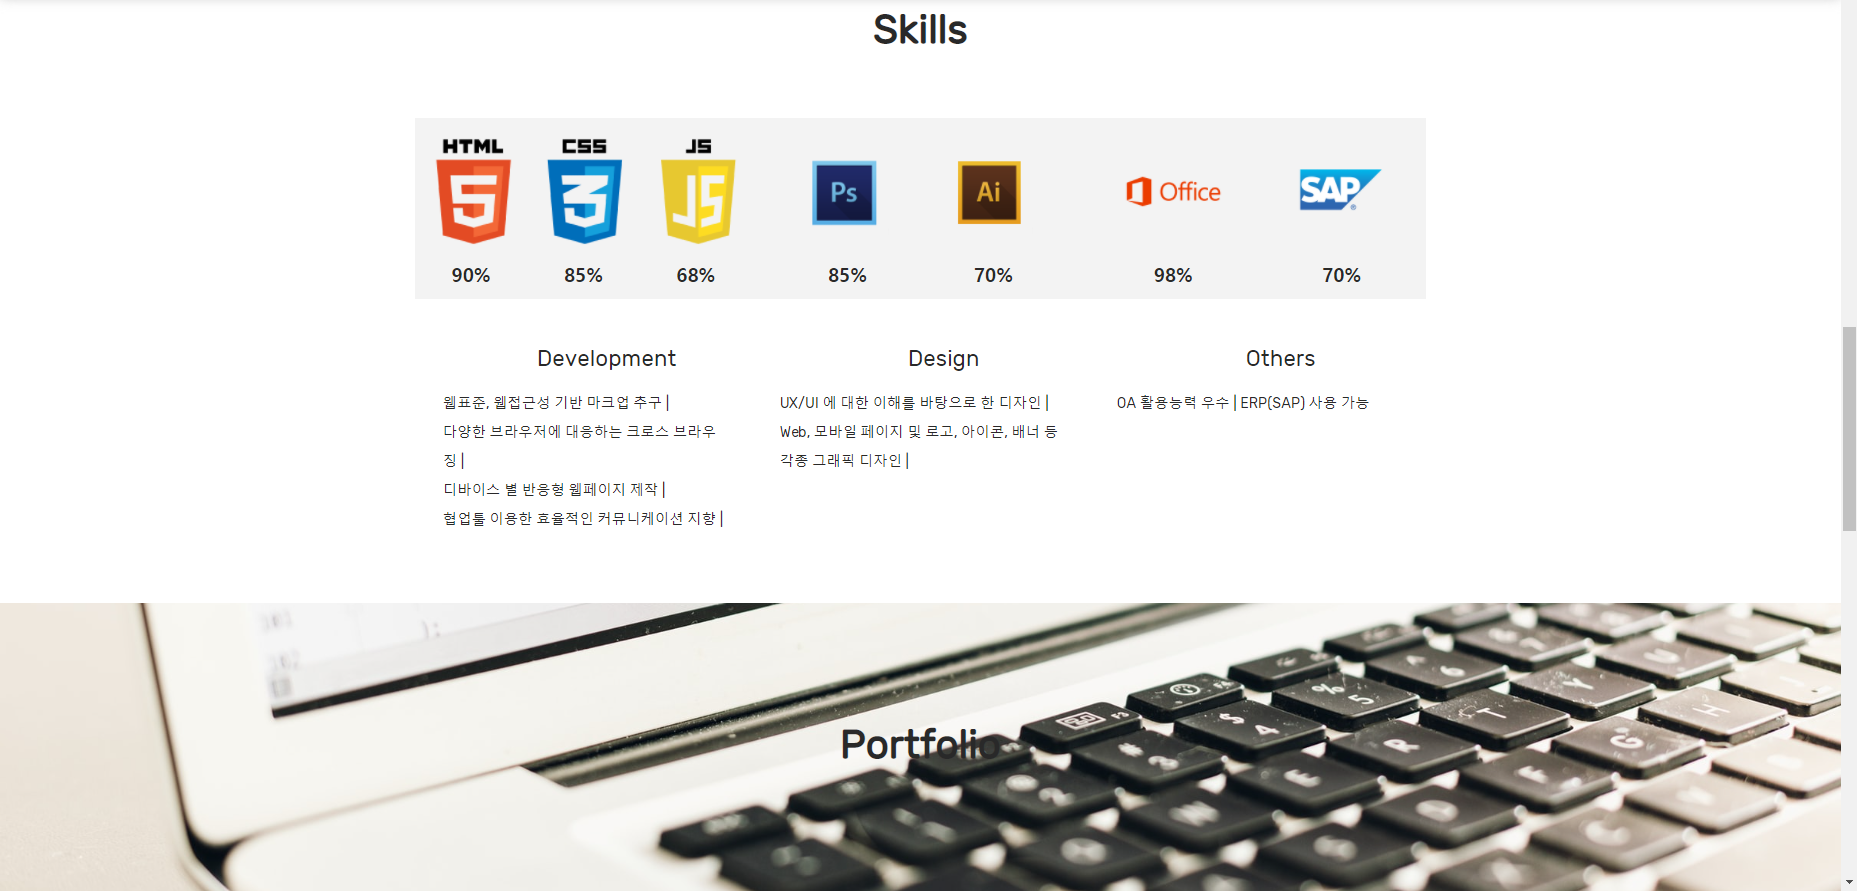 Skills
HTML CSS JS
5 3 JS Ps Ai Office SAP®
90% 85% 68% 85% 70% 98% 70%
Development
웹표준, 웹접근성 기반 마크업 추구 |
다양한 브라우저에 대응하는 크로스 브라우
징 |
디바이스 별 반응형 웹페이지 제작 |
협업툴 이용한 효율적인 커뮤니케이션 지향 |
Design
UX/UI 에 대한 이해를 바탕으로 한 디자인 |
Web, 모바일 페이지 및 로고, 아이콘, 배너 등
각종 그래픽 디자인 |
Others
OA 활용능력 우수 | ERP(SAP) 사용 가능
Portfolio
);
F3 F4
% 5 ^ 6
# $ 4
E R T Y U
W D F G H
C V